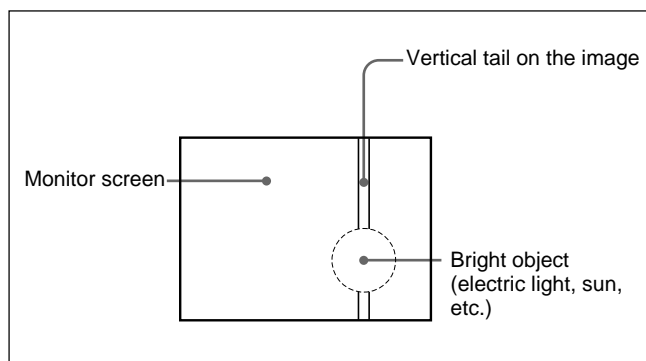 Vertical tail on the image
Monitor screen
Bright object
(electric light, sun,
etc.)